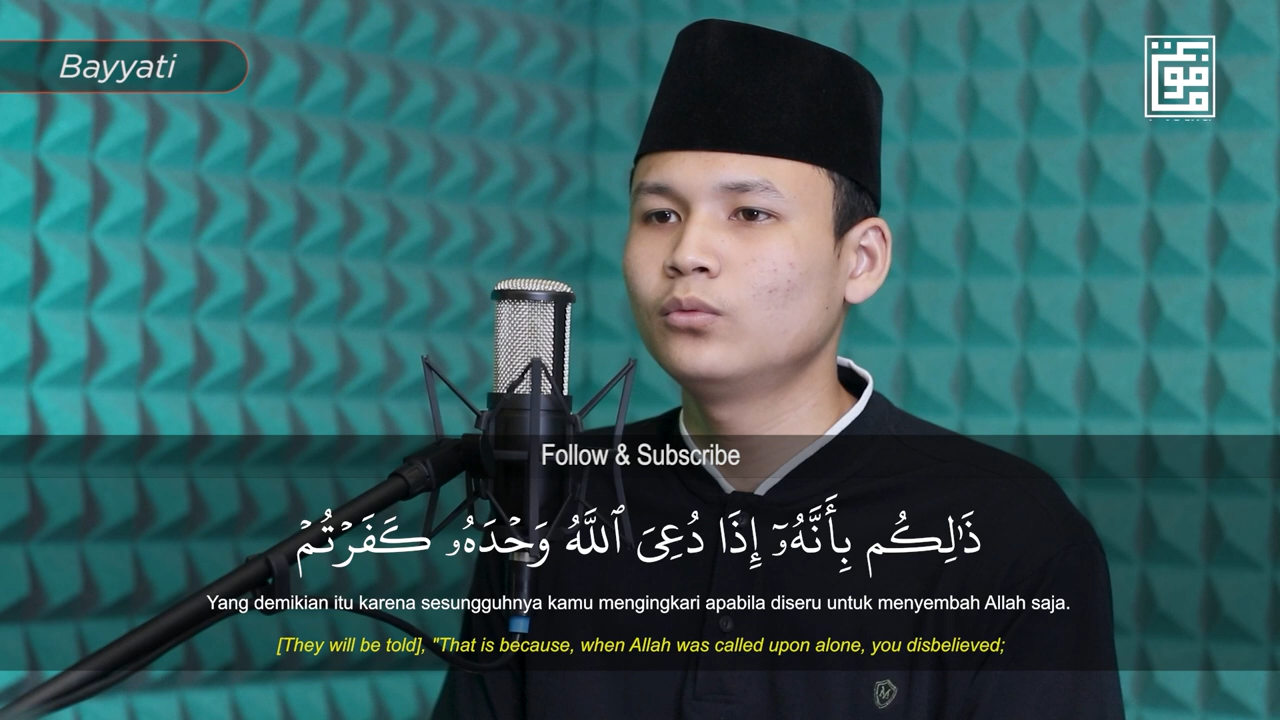 Bayyati
Follow & Subscribe
ذَٰلِكُم بِأَنَّهُۥٓ إِذَا دُعِىَ ٱللَّهُ وَحْدَهُۥ كَفَرْتُمْ
Yang demikian itu karena sesungguhnya kamu mengingkari apabila diseru untuk menyembah Allah saja.
[They will be told], "That is because, when Allah was called upon alone, you disbelieved;